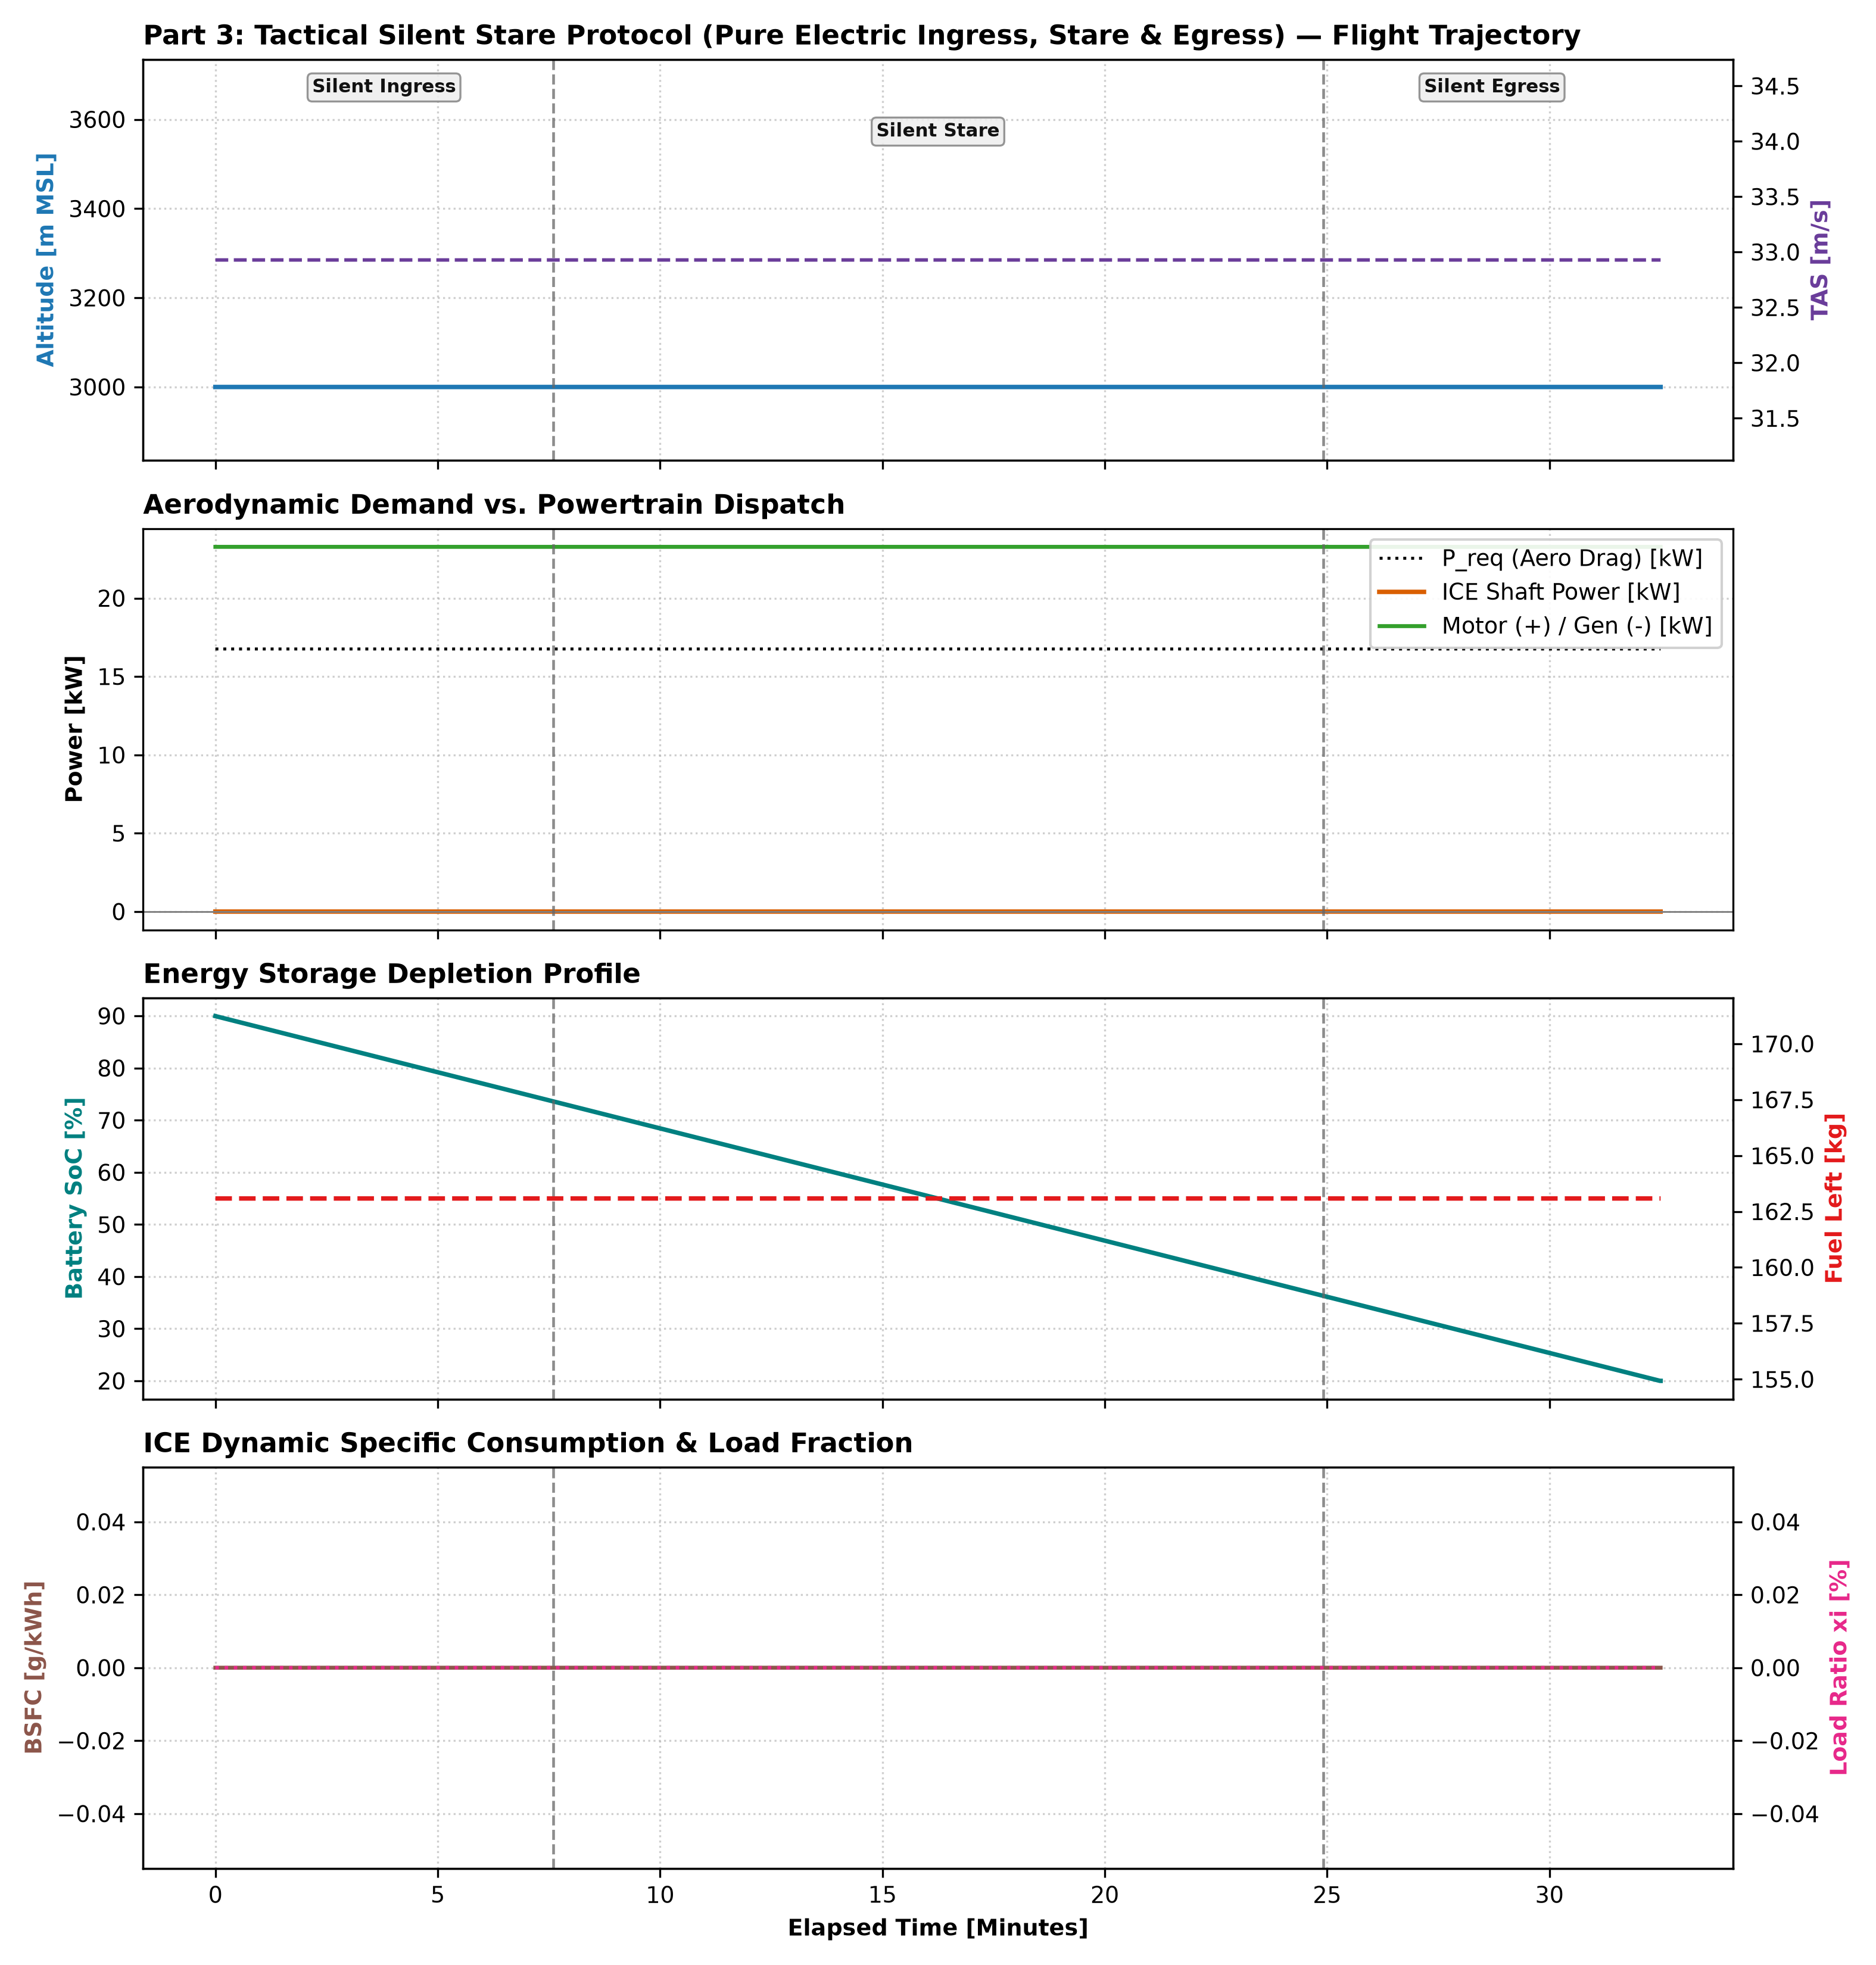 Part 3: Tactical Silent Stare Protocol (Pure Electric Ingress, Stare & Egress) — Flight Trajectory
Silent Ingress
Silent Stare
Silent Egress
Altitude [m MSL]
3600
3400
3200
3000
TAS [m/s]
34.5
34.0
33.5
33.0
32.5
32.0
31.5
Aerodynamic Demand vs. Powertrain Dispatch
Power [kW]
20
15
10
5
0
P_req (Aero Drag) [kW]
ICE Shaft Power [kW]
Motor (+) / Gen (-) [kW]
Energy Storage Depletion Profile
Battery SoC [%]
90
80
70
60
50
40
30
20
Fuel Left [kg]
170.0
167.5
165.0
162.5
160.0
157.5
155.0
ICE Dynamic Specific Consumption & Load Fraction
BSFC [g/kWh]
0.04
0.02
0.00
−0.02
−0.04
Load Ratio xi [%]
0.04
0.02
0.00
−0.02
−0.04
0 5 10 15 20 25 30
Elapsed Time [Minutes]